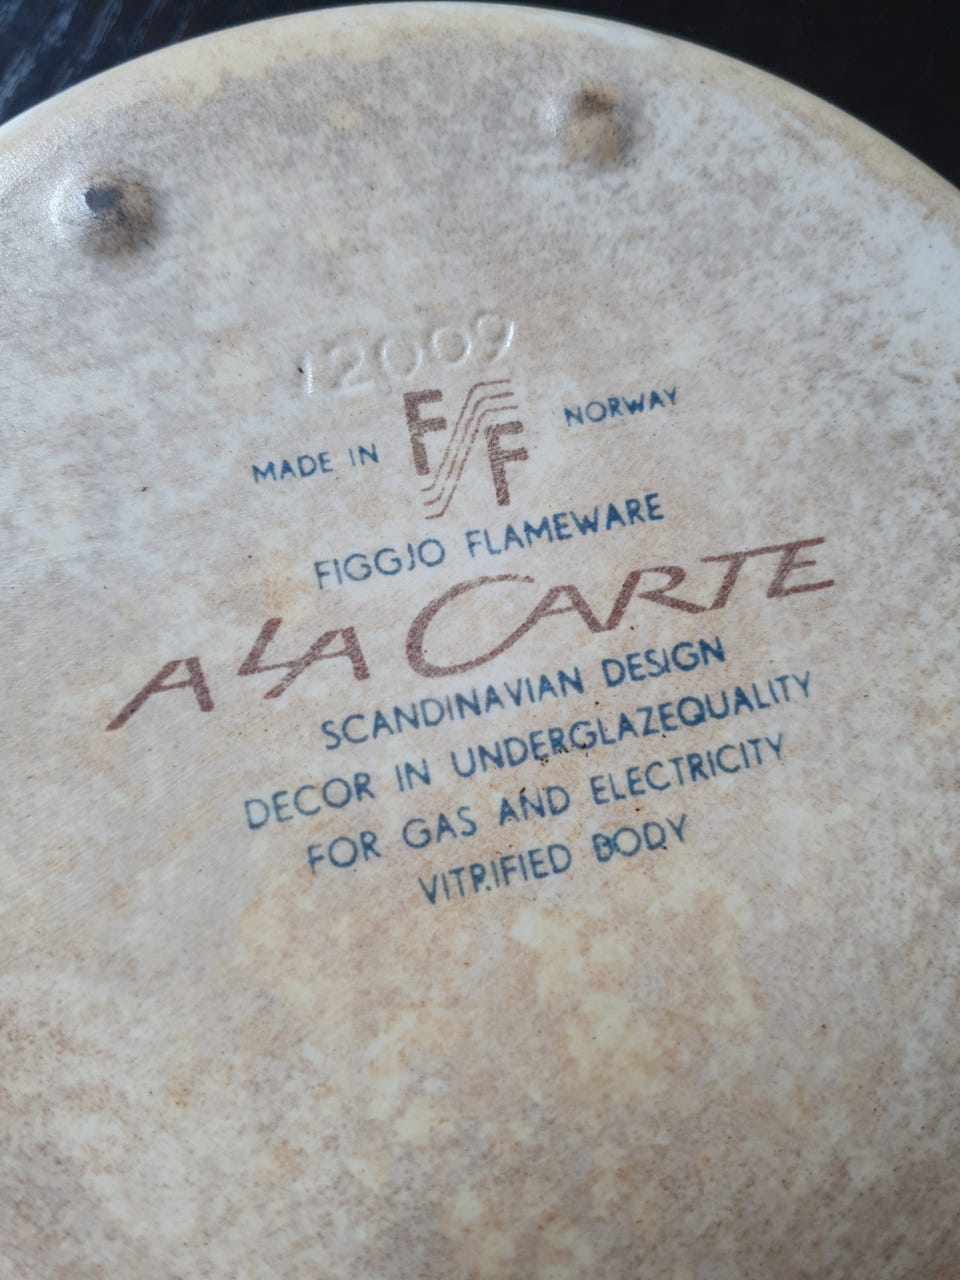 12009
MADE IN FF NORWAY
FIGGJO FLAMEWARE
A LA CARTE
SCANDINAVIAN DESIGN
DECOR IN UNDERGLAZEQUALITY
FOR GAS AND ELECTRICITY
VITRIFIED BODY